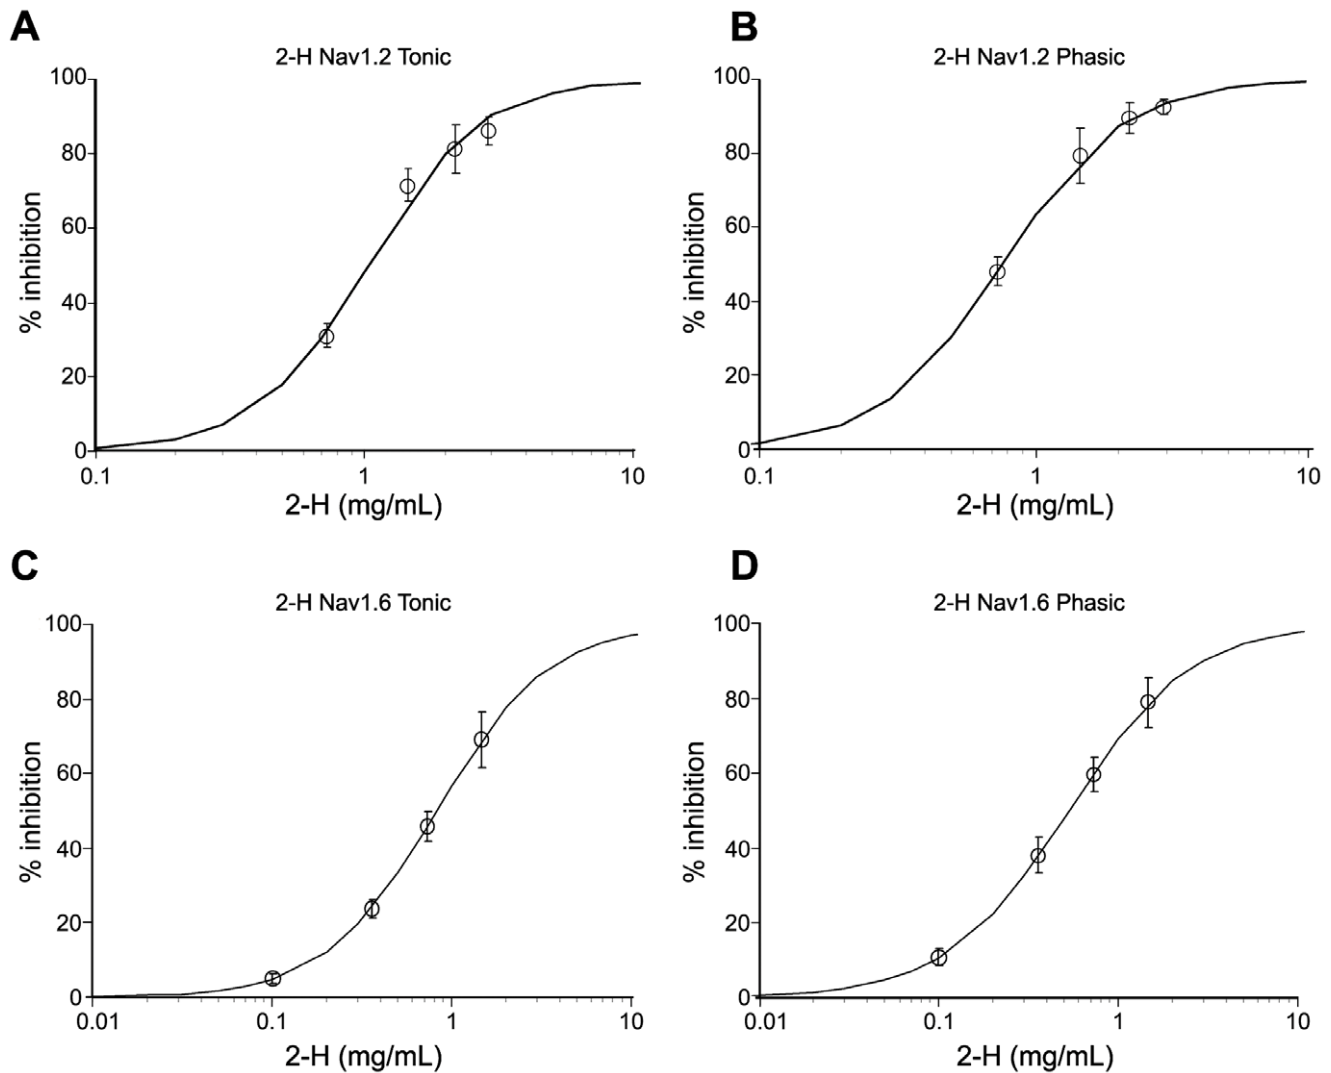 A
2-H Nav1.2 Tonic
100
80
60
40
20
0
% inhibition
0.1
1
10
2-H (mg/mL)
B
2-H Nav1.2 Phasic
100
80
60
40
20
0
% inhibition
0.1
1
10
2-H (mg/mL)
C
2-H Nav1.6 Tonic
100
80
60
40
20
0
% inhibition
0.01
0.1
1
10
2-H (mg/mL)
D
2-H Nav1.6 Phasic
100
80
60
40
20
0
% inhibition
0.01
0.1
1
10
2-H (mg/mL)